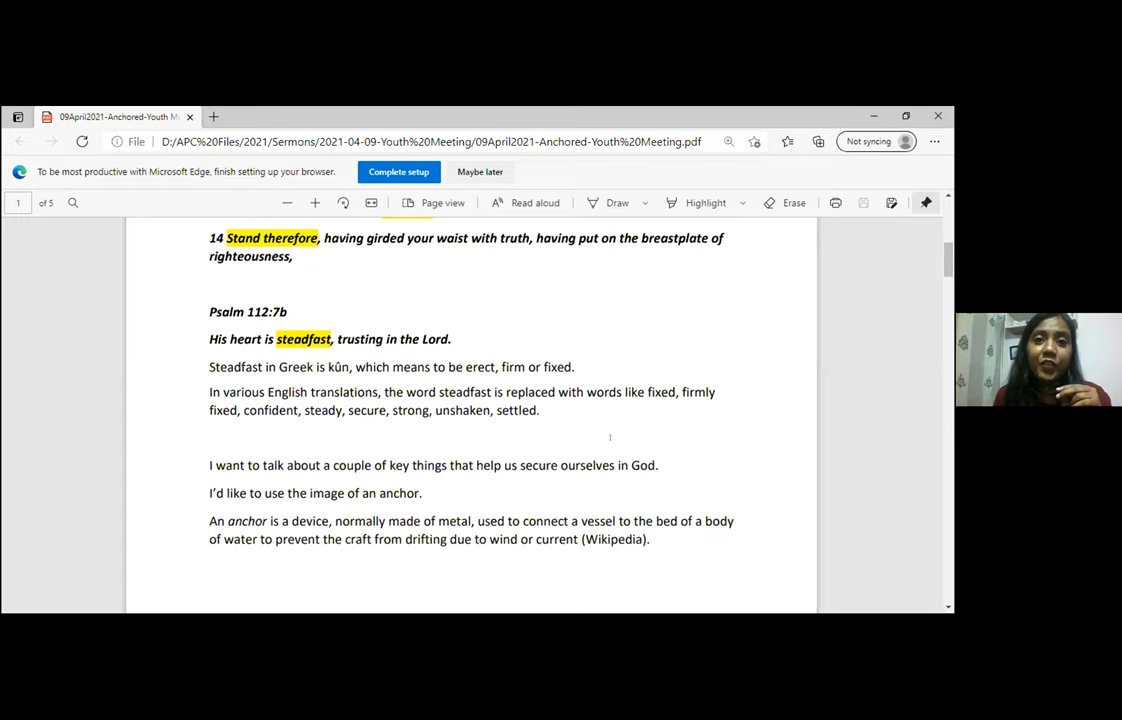 09April2021-Anchored-Youth M
File D:/APC%20Files/2021/Sermons/2021-04-09-Youth%20Meeting/09April2021-Anchored-Youth%20Meeting.pdf Not syncing
To be most productive with Microsoft Edge, finish setting up your browser. Complete setup Maybe later
1 of 5 Page view Read aloud Draw Highlight Erase
14 Stand therefore, having girded your waist with truth, having put on the breastplate of
righteousness,
Psalm 112:7b
His heart is steadfast, trusting in the Lord.
Steadfast in Greek is kûn, which means to be erect, firm or fixed.
In various English translations, the word steadfast is replaced with words like fixed, firmly
fixed, confident, steady, secure, strong, unshaken, settled.
I want to talk about a couple of key things that help us secure ourselves in God.
I'd like to use the image of an anchor.
An anchor is a device, normally made of metal, used to connect a vessel to the bed of a body
of water to prevent the craft from drifting due to wind or current (Wikipedia).